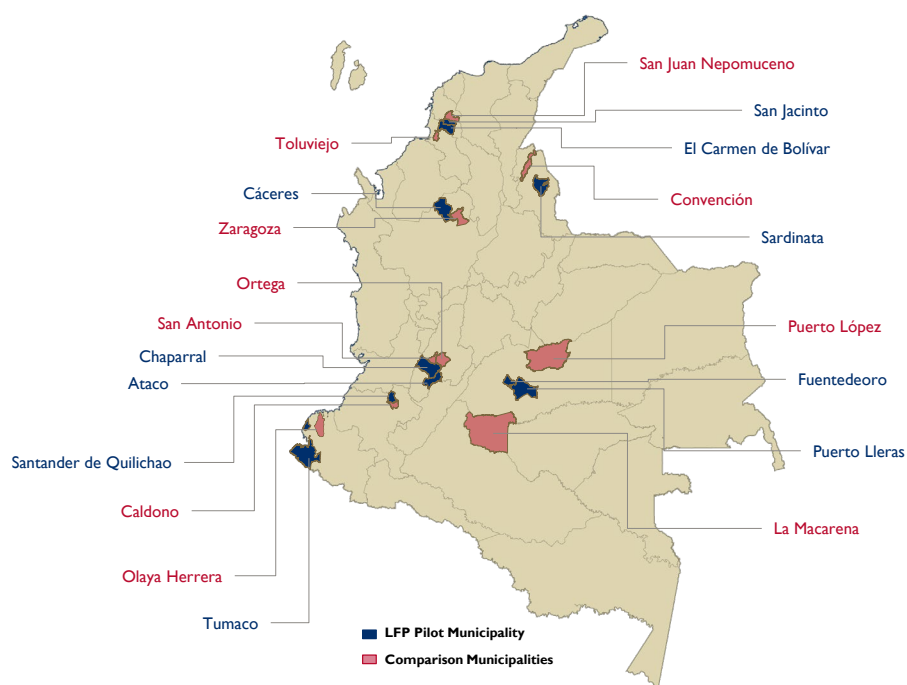 San Juan Nepomuceno
San Jacinto
Toluviejo
El Carmen de Bolívar
Cáceres
Convención
Zaragoza
Sardinata
Ortega
San Antonio
Puerto López
Chaparral
Ataco
Fuentedeoro
Santander de Quilichao
Puerto Lleras
Caldono
La Macarena
Olaya Herrera
Tumaco
LFP Pilot Municipality
Comparison Municipalities